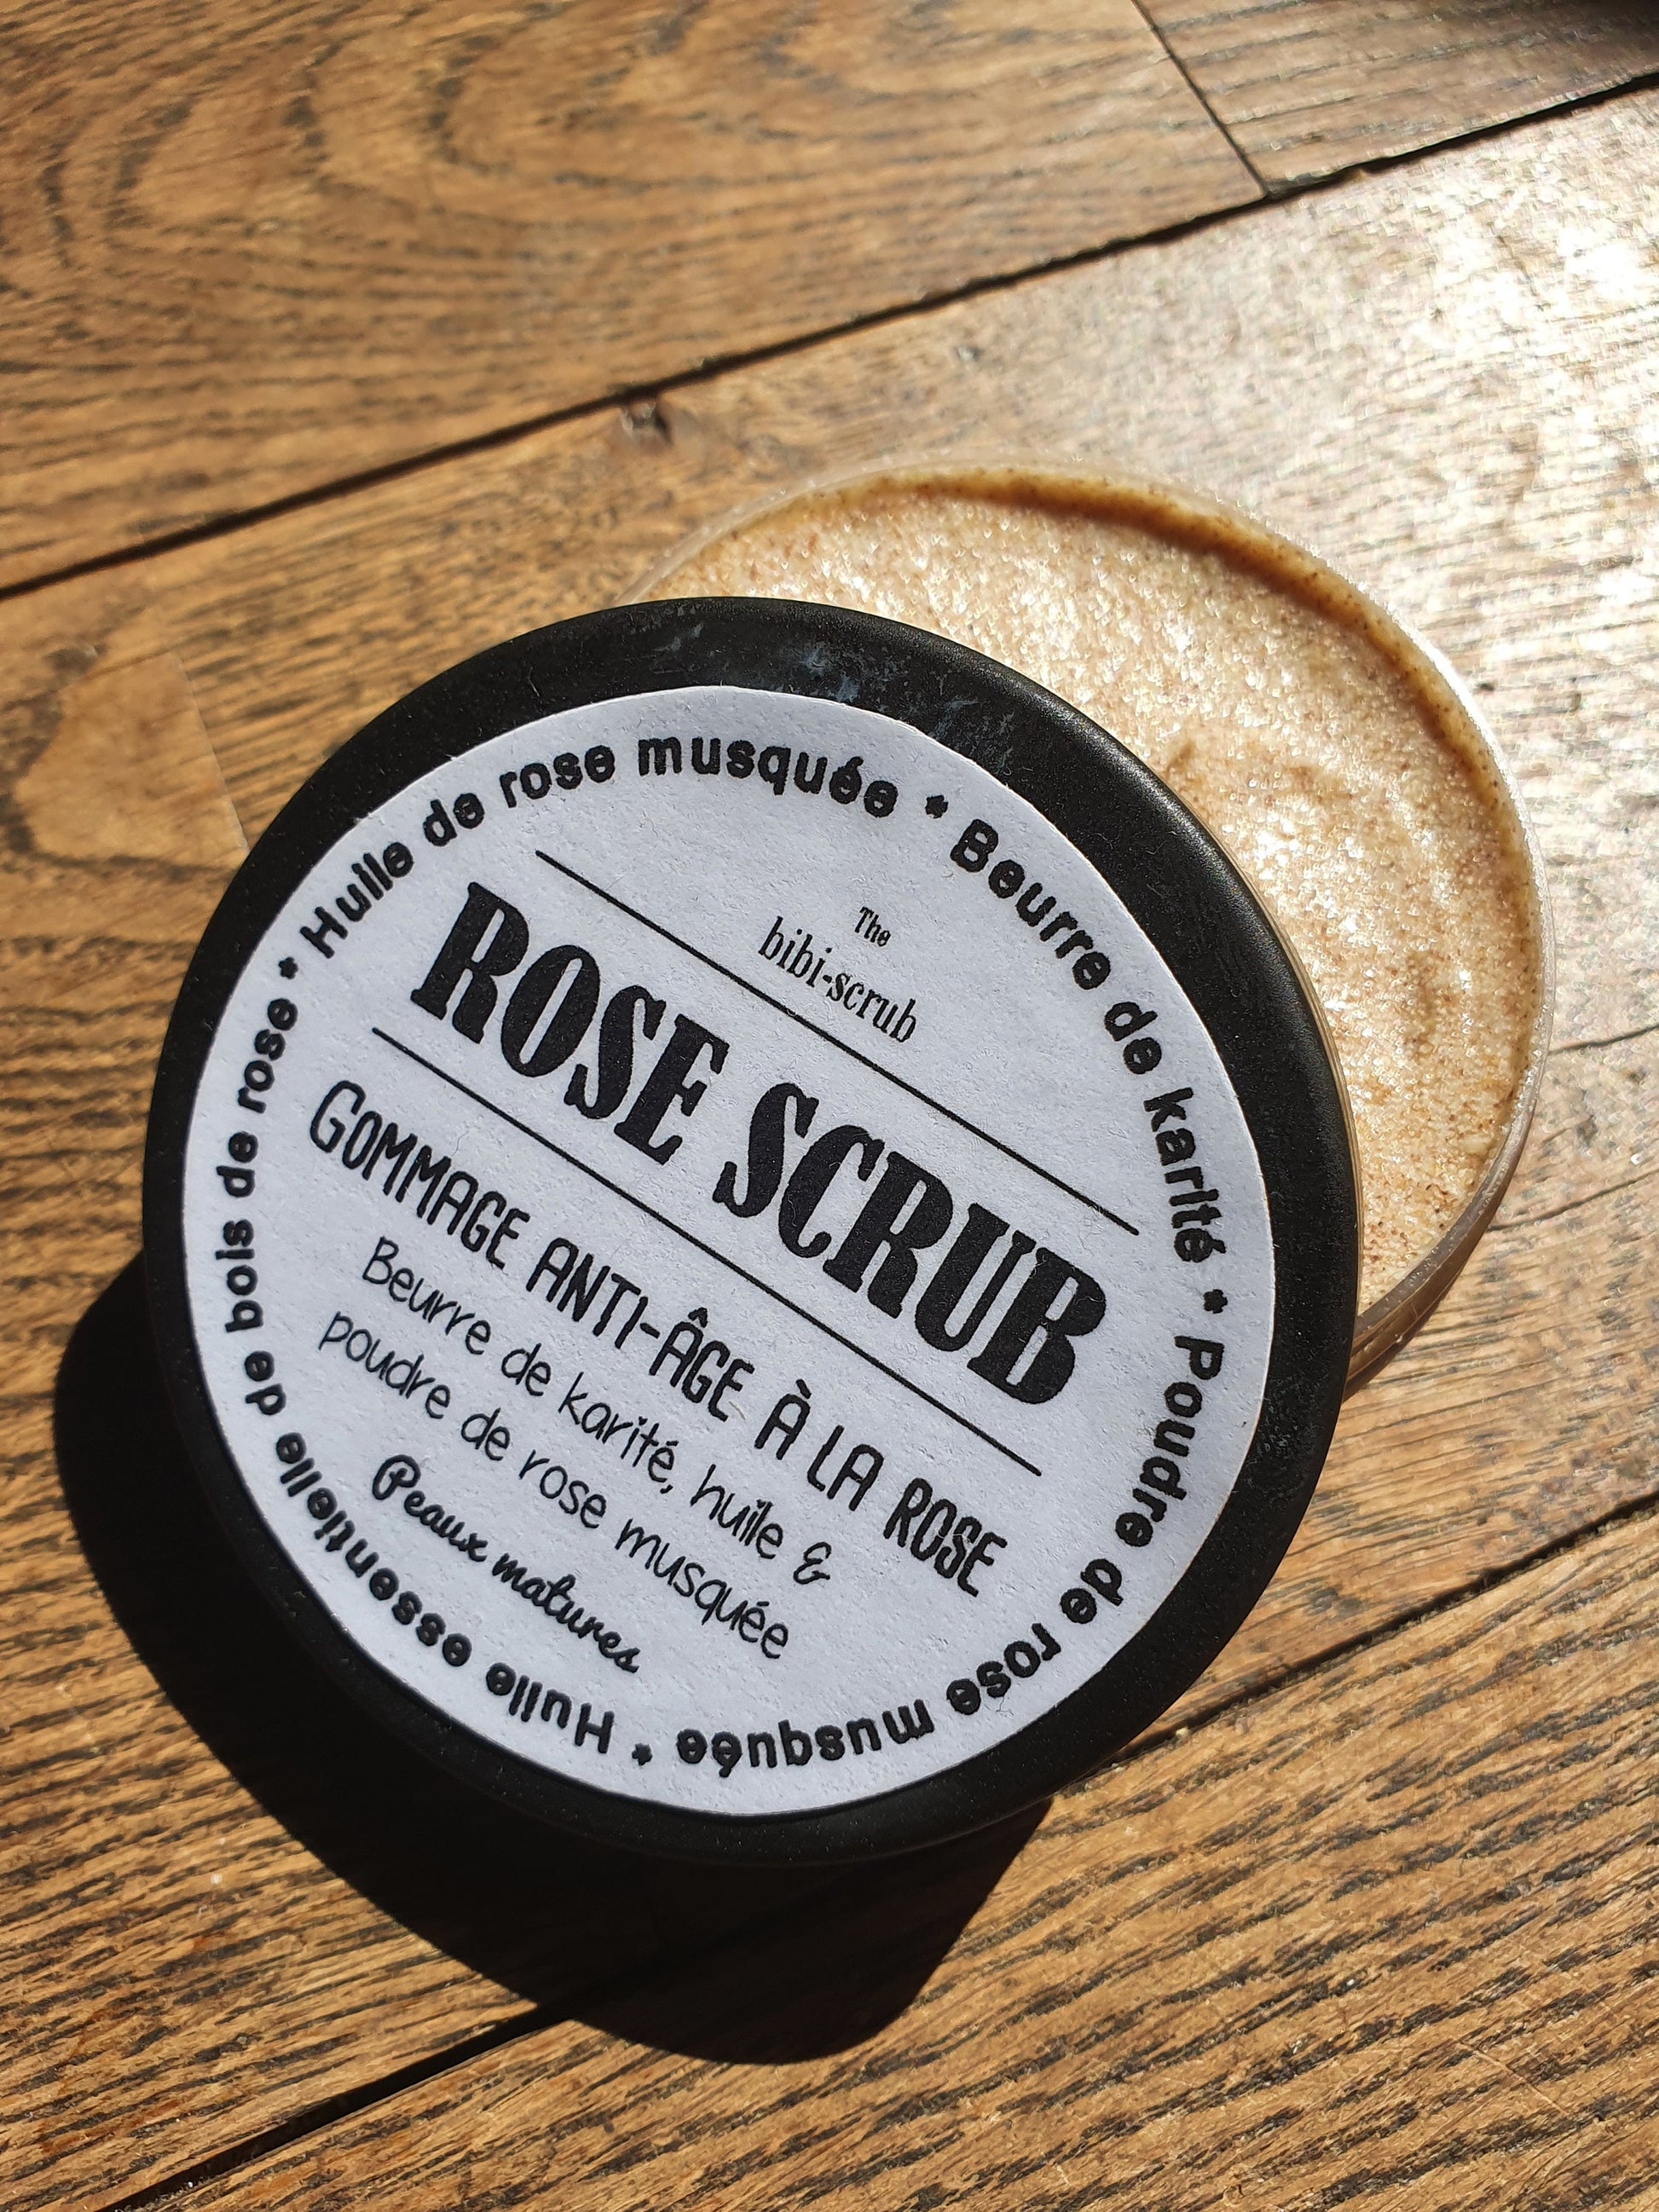 The
bibi-scrub
ROSE SCRUB
GOMMAGE ANTI-ÂGE À LA ROSE
Beurre de karité, huile &
poudre de rose musquée
Peaux matures
* Huile de rose musquée * Beurre de karité * Poudre de rose musquée * Huile essentielle de bois de rose